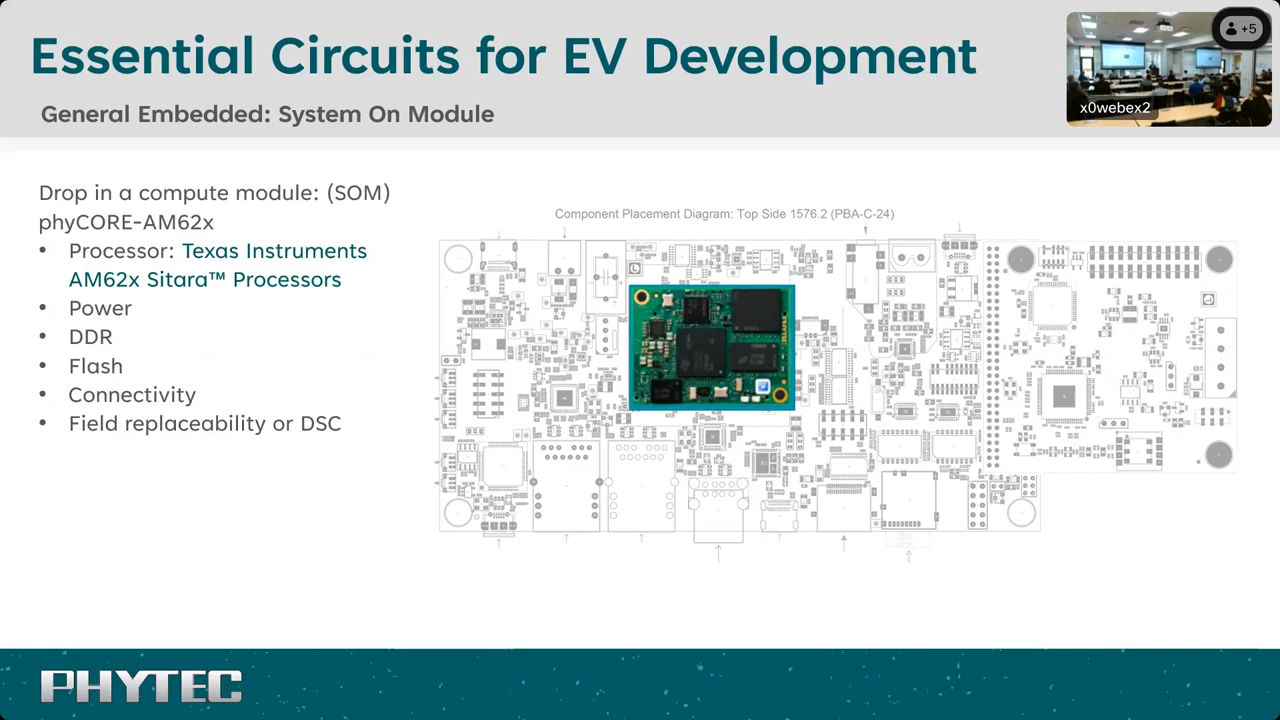 Essential Circuits for EV Development
General Embedded: System On Module
+5
x0webex2
Drop in a compute module: (SOM)
phyCORE-AM62x
• Processor: Texas Instruments
AM62x Sitara™ Processors
• Power
• DDR
• Flash
• Connectivity
• Field replaceability or DSC
Component Placement Diagram: Top Side 1576.2 (PBA-C-24)
PHYTEC